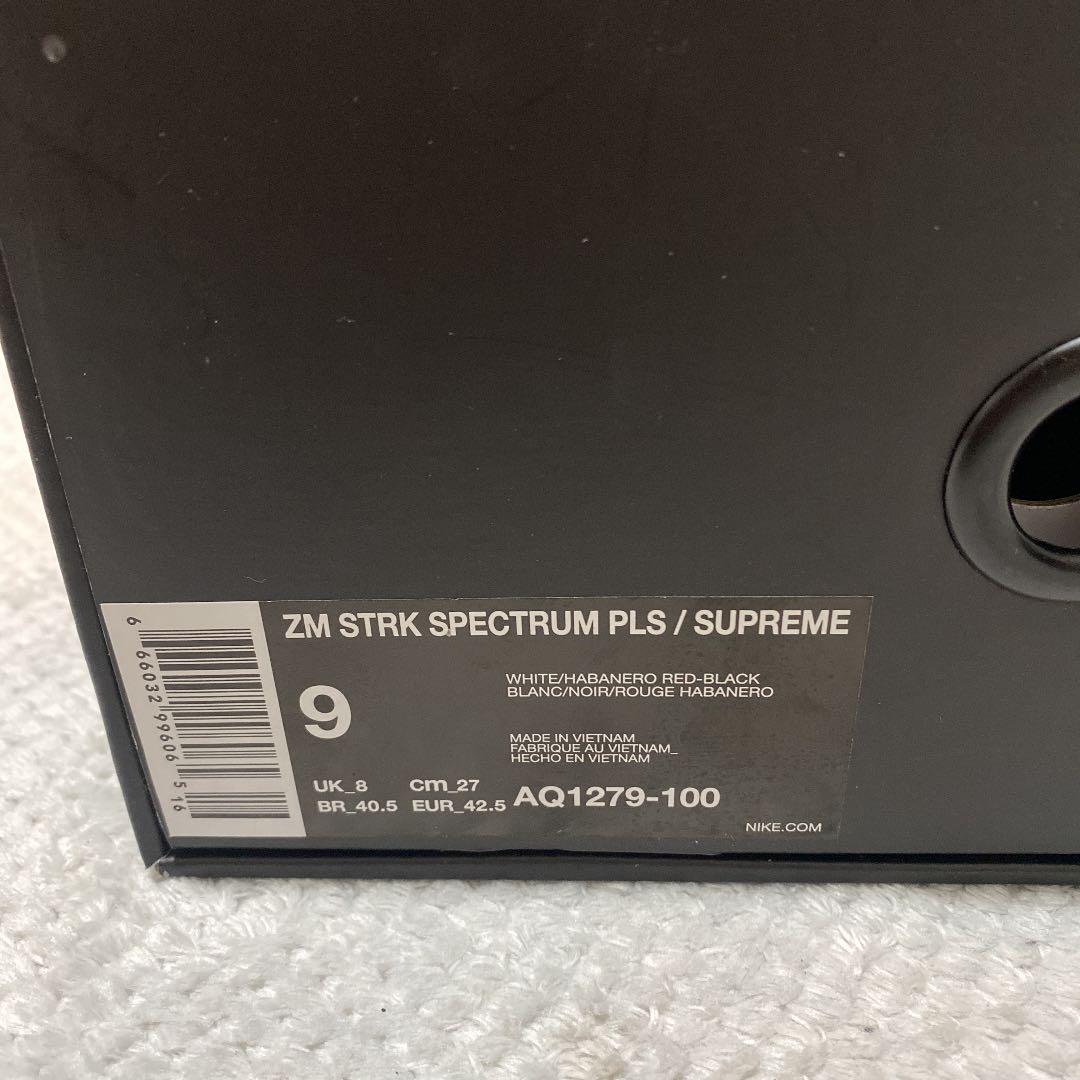 ZM STRK SPECTRUM PLS / SUPREME
9
WHITE/HABANERO RED-BLACK
BLANC/NOIR/ROUGE HABANERO
MADE IN VIETNAM
FABRIQUE AU VIETNAM_
HECHO EN VIETNAM
UK_8 Cm_27
BR_40.5 EUR_42.5 AQ1279-100
NIKE.COM
6 66032 99606 5 16